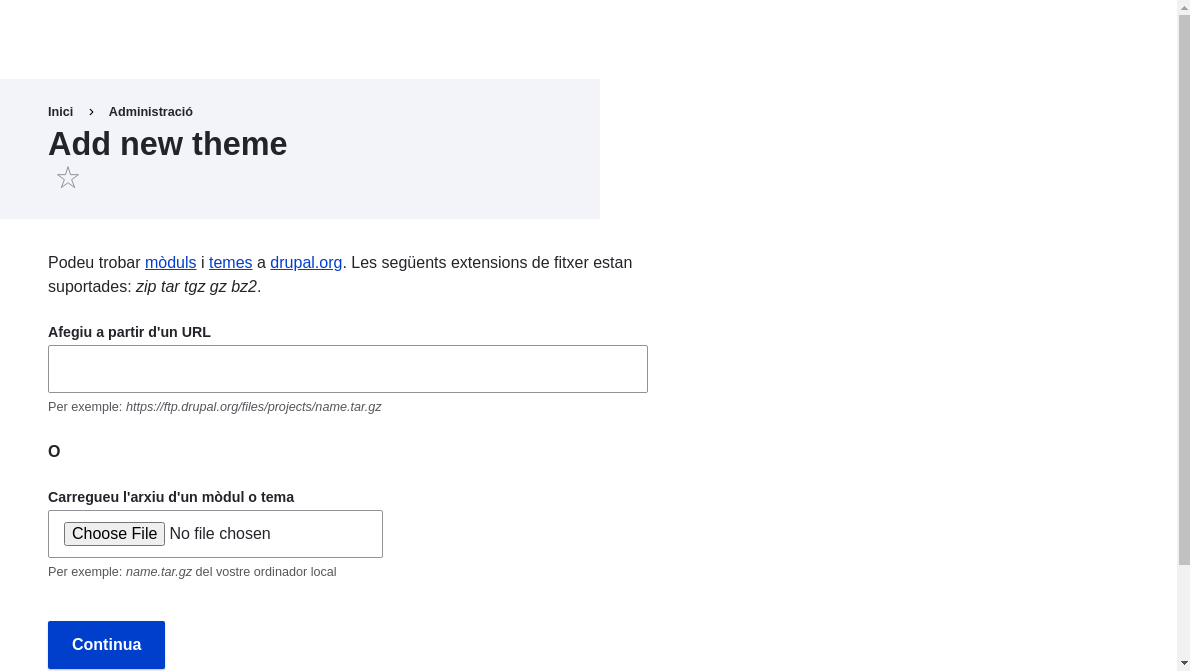 Inici › Administració
Add new theme
Podeu trobar mòduls i temes a drupal.org. Les següents extensions de fitxer estan
suportades: zip tar tgz gz bz2.
Afegiu a partir d'un URL
Per exemple: https://ftp.drupal.org/files/projects/name.tar.gz
O
Carregueu l'arxiu d'un mòdul o tema
Choose File No file chosen
Per exemple: name.tar.gz del vostre ordinador local
Continua